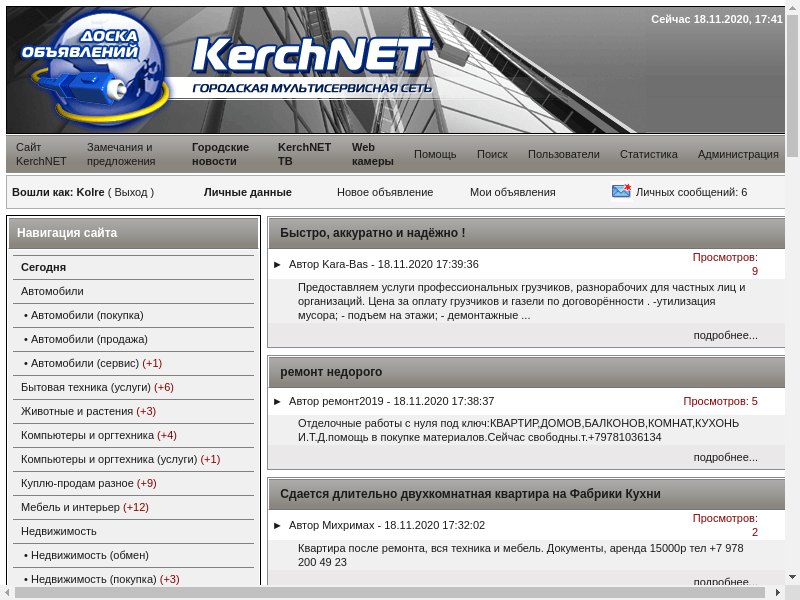 Сейчас 18.11.2020, 17:41
ДОСКА
ОБЪЯВЛЕНИЙ
KerchNET
ГОРОДСКАЯ МУЛЬТИСЕРВИСНАЯ СЕТЬ
Сайт KerchNET
Замечания и предложения
Городские новости
KerchNET ТВ
Web камеры
Помощь
Поиск
Пользователи
Статистика
Администрация
Вошли как: Kolre ( Выход )
Личные данные
Новое объявление
Мои объявления
Личных сообщений: 6
Навигация сайта
Сегодня
Автомобили
• Автомобили (покупка)
• Автомобили (продажа)
• Автомобили (сервис) (+1)
Бытовая техника (услуги) (+6)
Животные и растения (+3)
Компьютеры и оргтехника (+4)
Компьютеры и оргтехника (услуги) (+1)
Куплю-продам разное (+9)
Мебель и интерьер (+12)
Недвижимость
• Недвижимость (обмен)
• Недвижимость (покупка) (+3)
Быстро, аккуратно и надёжно !
► Автор Kara-Bas - 18.11.2020 17:39:36
Просмотров:
9
Предоставляем услуги профессиональных грузчиков, разнорабочих для частных лиц и
организаций. Цена за оплату грузчиков и газели по договорённости . -утилизация
мусора; - подъем на этажи; - демонтажные ...
подробнее...
ремонт недорого
► Автор ремонт2019 - 18.11.2020 17:38:37
Просмотров: 5
Отделочные работы с нуля под ключ:КВАРТИР,ДОМОВ,БАЛКОНОВ,КОМНАТ,КУХОНЬ
И.Т.Д.помощь в покупке материалов.Сейчас свободны.т.+79781036134
подробнее...
Сдается длительно двухкомнатная квартира на Фабрики Кухни
► Автор Михримах - 18.11.2020 17:32:02
Просмотров:
2
Квартира после ремонта, вся техника и мебель. Документы, аренда 15000р тел +7 978
200 49 23
подробнее...